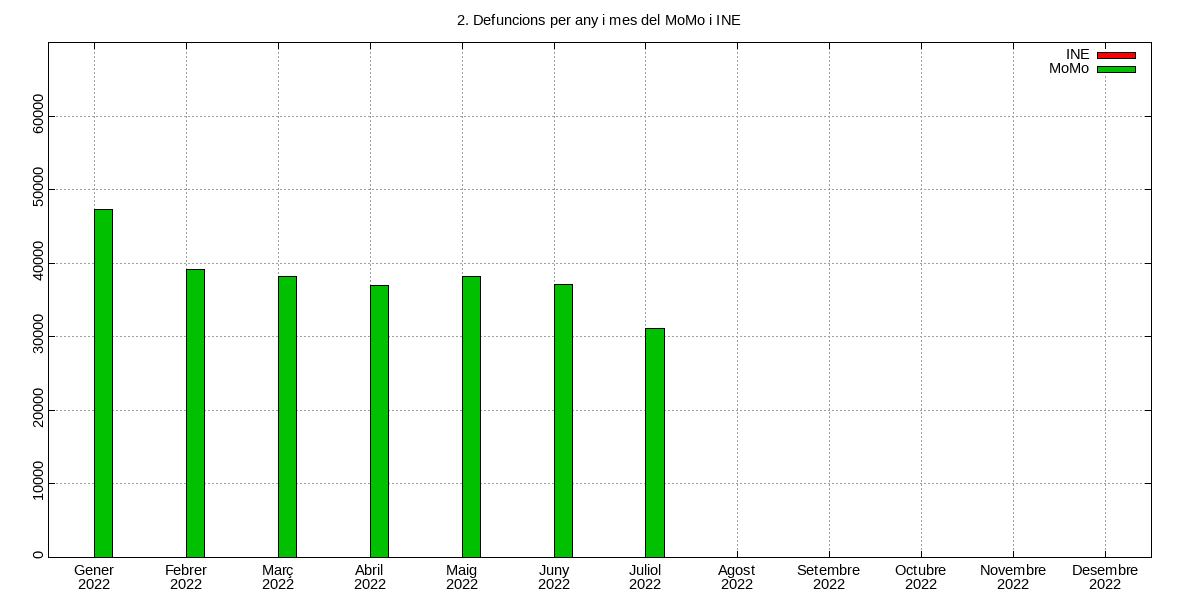 2. Defuncions per any i mes del MoMo i INE
INE
MoMo
60000
50000
40000
30000
20000
10000
0
Gener
2022
Febrer
2022
Març
2022
Abril
2022
Maig
2022
Juny
2022
Juliol
2022
Agost
2022
Setembre
2022
Octubre
2022
Novembre
2022
Desembre
2022